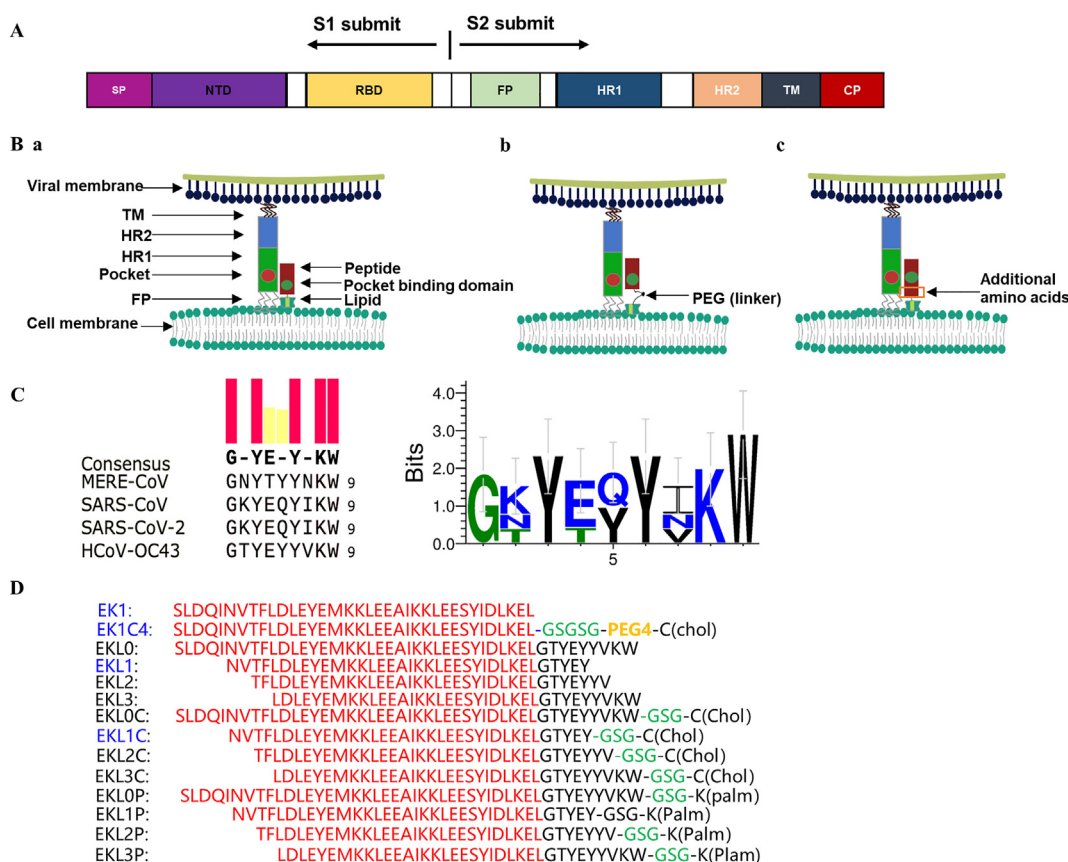 A
S1 submit
S2 submit
SP NTD RBD FP HR1 HR2 TM CP
B a
b
c
Viral membrane
TM
HR2
HR1
Pocket
FP
Cell membrane
Peptide
Pocket binding domain
Lipid
PEG (linker)
Additional
amino acids
C
Consensus G-YE-Y-KW
MERE-CoV GNYTYYNKW 9
SARS-CoV GKYEQYIKW 9
SARS-CoV-2 GKYEQYIKW 9
HCoV-OC43 GTYEYYVKW 9
Bits
4.0
3.0
2.0
1.0
0.0
G K N T Y E T Q Y Y I N V K W
5
D
EK1: SLDQINVTFLDLEYEMKKLEEAIKKLEESYIDLKEL
EK1C4: SLDQINVTFLDLEYEMKKLEEAIKKLEESYIDLKEL-GSGSG-PEG4-C(chol)
EKL0: SLDQINVTFLDLEYEMKKLEEAIKKLEESYIDLKELGTYEYYVKW
EKL1: NVTFLDLEYEMKKLEEAIKKLEESYIDLKELGTYEY
EKL2: TFLDLEYEMKKLEEAIKKLEESYIDLKELGTYEYYV
EKL3: LDLEYEMKKLEEAIKKLEESYIDLKELGTYEYYVKW
EKL0C: SLDQINVTFLDLEYEMKKLEEAIKKLEESYIDLKELGTYEYYVKW-GSG-C(Chol)
EKL1C: NVTFLDLEYEMKKLEEAIKKLEESYIDLKELGTYEY-GSG-C(Chol)
EKL2C: TFLDLEYEMKKLEEAIKKLEESYIDLKELGTYEYYV-GSG-C(Chol)
EKL3C: LDLEYEMKKLEEAIKKLEESYIDLKELGTYEYYVKW-GSG-C(Chol)
EKL0P: SLDQINVTFLDLEYEMKKLEEAIKKLEESYIDLKELGTYEYYVKW-GSG-K(palm)
EKL1P: NVTFLDLEYEMKKLEEAIKKLEESYIDLKELGTYEY-GSG-K(Palm)
EKL2P: TFLDLEYEMKKLEEAIKKLEESYIDLKELGTYEYYV-GSG-K(Palm)
EKL3P: LDLEYEMKKLEEAIKKLEESYIDLKELGTYEYYVKW-GSG-K(Plam)